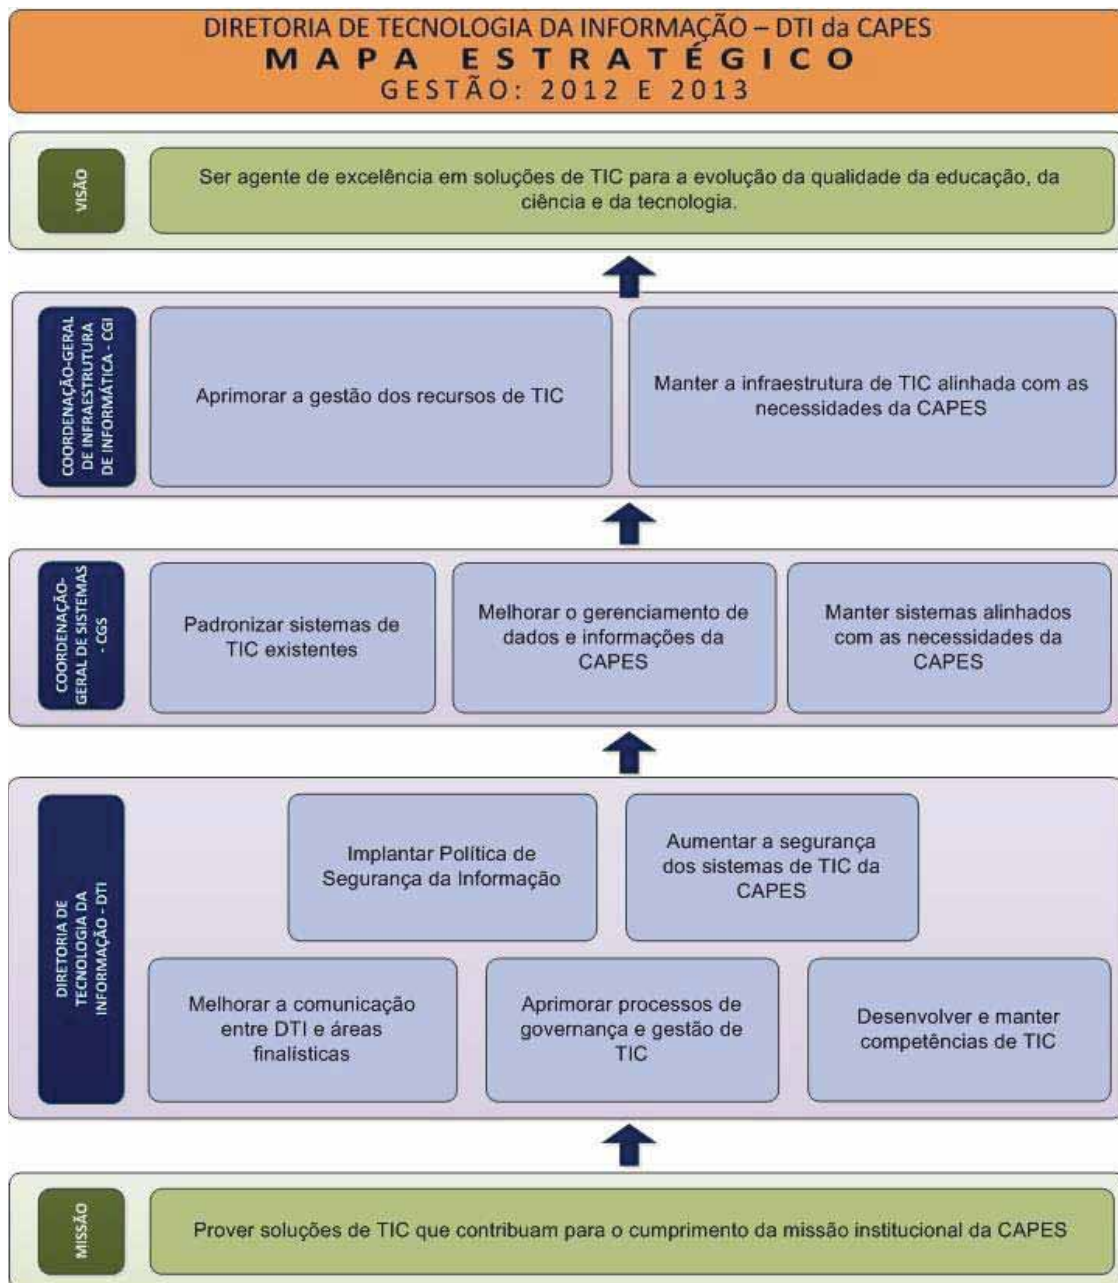 DIRETORIA DE TECNOLOGIA DA INFORMAÇÃO – DTI da CAPES
MAPA ESTRATÉGICO
GESTÃO: 2012 E 2013
VISÃO
Ser agente de excelência em soluções de TIC para a evolução da qualidade da educação, da
ciência e da tecnologia.
COORDENAÇÃO-GERAL
DE INFRAESTRUTURA
DE INFORMÁTICA - CGI
Aprimorar a gestão dos recursos de TIC
Manter a infraestrutura de TIC alinhada com as
necessidades da CAPES
COORDENAÇÃO-
GERAL DE SISTEMAS
- CGS
Padronizar sistemas de
TIC existentes
Melhorar o gerenciamento de
dados e informações da
CAPES
Manter sistemas alinhados
com as necessidades da
CAPES
DIRETORIA DE
TECNOLOGIA DA
INFORMAÇÃO - DTI
Implantar Política de
Segurança da Informação
Aumentar a segurança
dos sistemas de TIC da
CAPES
Melhorar a comunicação
entre DTI e áreas
finalísticas
Aprimorar processos de
governança e gestão de
TIC
Desenvolver e manter
competências de TIC
MISSÃO
Prover soluções de TIC que contribuam para o cumprimento da missão institucional da CAPES